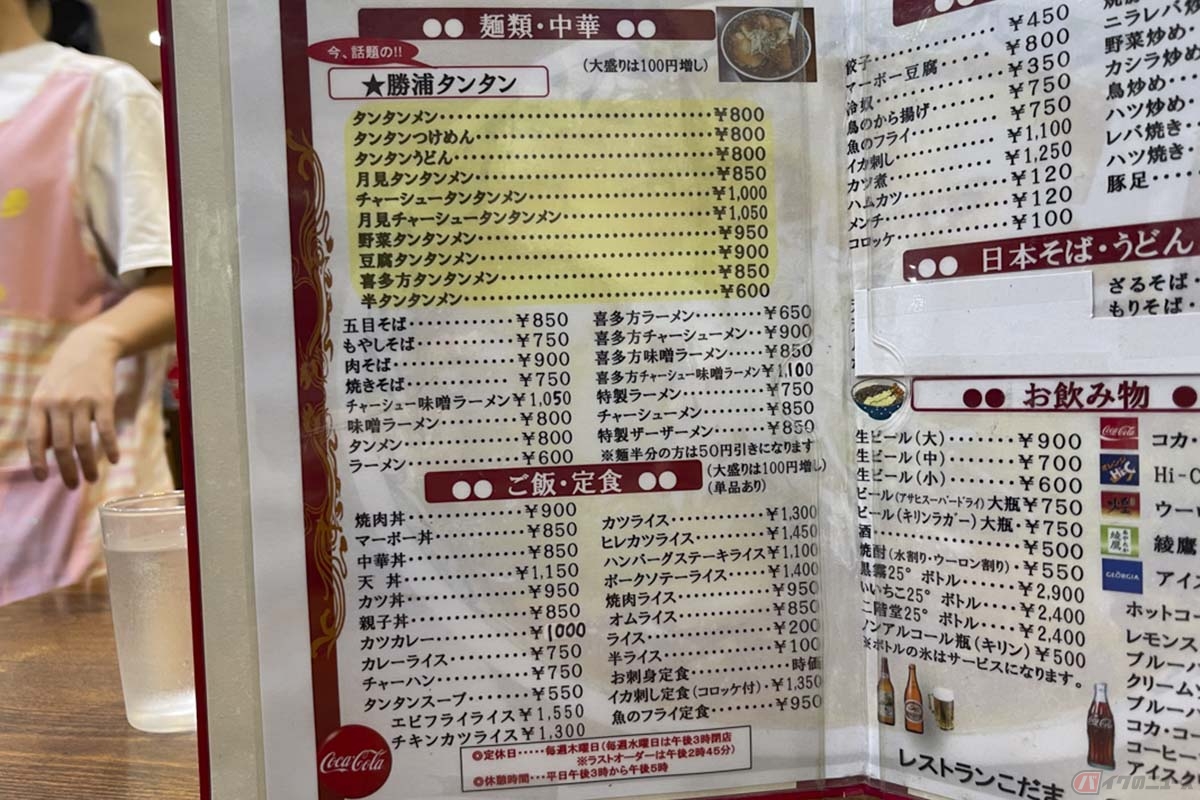 麺類・中華
今、話題の!!
(大盛りは100円増し)
★勝浦タンタン
タンタンメン ¥800
タンタンつけめん ¥800
タンタンうどん ¥800
月見タンタンメン ¥850
チャーシュータンタンメン ¥1,000
月見チャーシュータンタンメン ¥1,050
野菜タンタンメン ¥950
豆腐タンタンメン ¥900
喜多方タンタンメン ¥850
半タンタンメン ¥600
五目そば ¥850
もやしそば ¥750
肉そば ¥900
焼きそば ¥750
チャーシュー味噌ラーメン ¥1,050
味噌ラーメン ¥800
タンメン ¥800
ラーメン ¥600
喜多方ラーメン ¥650
喜多方チャーシューメン ¥900
喜多方味噌ラーメン ¥850
喜多方チャーシュー味噌ラーメン ¥1,100
特製ラーメン ¥750
チャーシューメン ¥850
特製ザーザーメン ¥850
※麺半分の方は50円引きになります
ご飯・定食
(大盛りは100円増し)
(単品あり)
焼肉丼 ¥900
マーボー丼 ¥850
中華丼 ¥850
天丼 ¥1,150
カツ丼 ¥950
親子丼 ¥850
カツカレー ¥1000
カレーライス ¥750
チャーハン ¥750
タンタンスープ ¥550
エビフライライス ¥1,550
チキンカツライス ¥1,300
カツライス ¥1,300
ヒレカツライス ¥1,450
ハンバーグステーキライス ¥1,100
ポークソテーライス ¥1,400
焼肉ライス ¥950
オムライス ¥850
ライス ¥200
半ライス ¥100
お刺身定食 時価
イカ刺し定食(コロッケ付) ¥1,350
魚のフライ定食 ¥950
◎定休日・・・・・毎週木曜日(毎週水曜日は午後3時閉店
※ラストオーダーは午後2時45分)
◎休憩時間・・・平日午後3時から午後5時
Coca-Cola
餃子 ¥450
マーボー豆腐 ¥800
冷奴 ¥350
鳥のから揚げ ¥750
魚のフライ ¥750
イカ刺し ¥1,100
カツ煮 ¥1,250
ハムカツ ¥120
メンチ ¥120
コロッケ ¥100
ニラレバ炒
野菜炒め
カシラ炒め
鳥炒め
ハツ炒め
レバ焼き
ハツ焼き
豚足
日本そば・うどん
ざるそば
もりそば
お飲み物
生ビール(大) ¥900
生ビール(中) ¥700
生ビール(小) ¥600
ビール(アサヒスーパードライ)大瓶 ¥750
ビール(キリンラガー)大瓶 ¥750
酒 ¥500
焼酎(水割り・ウーロン割り) ¥550
黒霧25°ボトル ¥2,900
いいちこ25°ボトル ¥2,400
二階堂25°ボトル ¥2,400
ノンアルコール瓶(キリン) ¥500
※ボトルの氷はサービスになります。
Coca-Cola
コカ・
Hi-C
Hi-C
煌
ウーロ
綾鷹
綾鷹
GEORGIA
アイス
ホットコー
レモンス
ブルー
クリーム
ブルー
コカ・コー
コーヒー
アイスク
レストランこだま
バイクのニュース